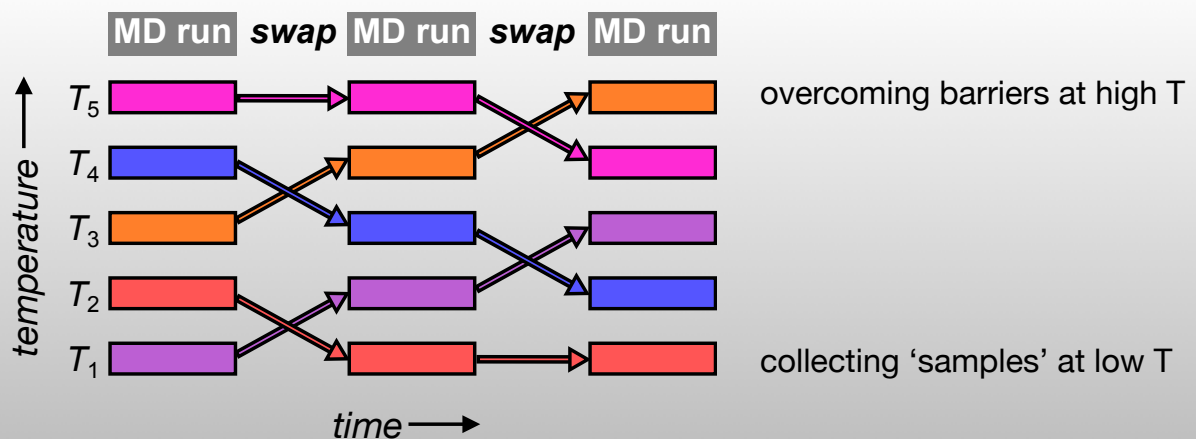 MD run swap MD run swap MD run
T5 overcoming barriers at high T
T4
T3
T2
T1 collecting ‘samples’ at low T
temperature
time